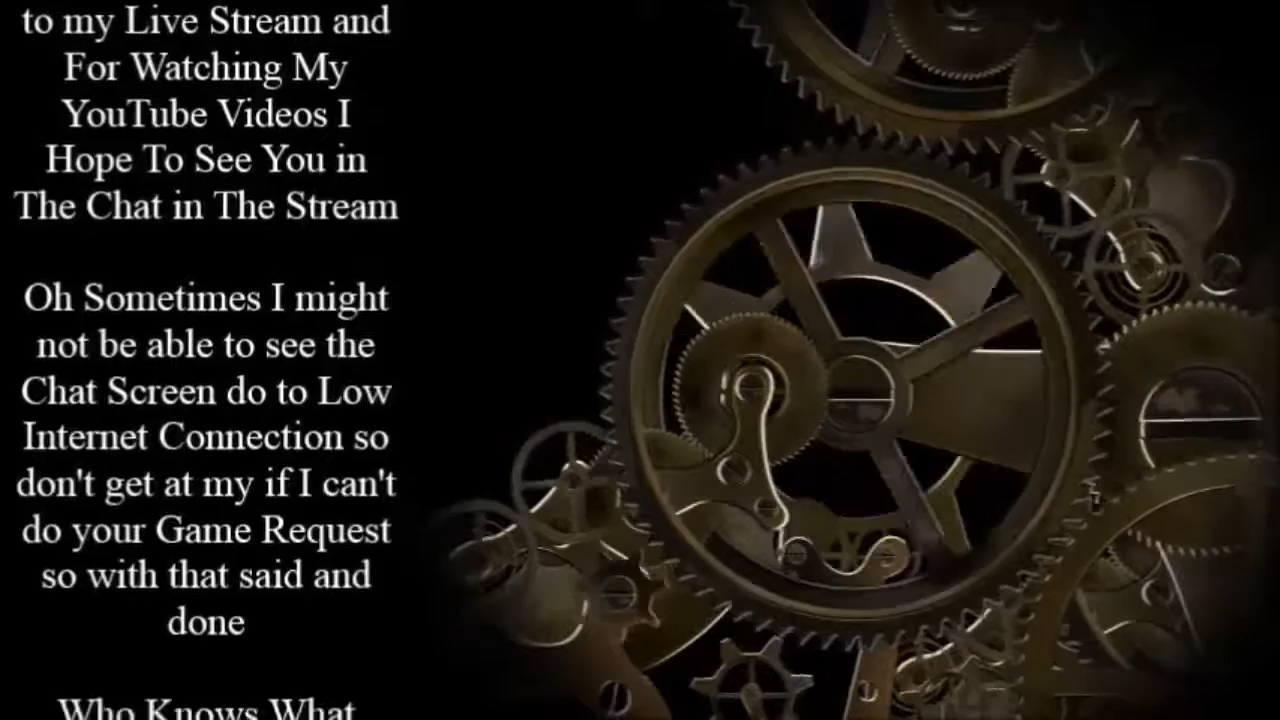 to my Live Stream and
For Watching My
YouTube Videos I
Hope To See You in
The Chat in The Stream
Oh Sometimes I might
not be able to see the
Chat Screen do to Low
Internet Connection so
don't get at my if I can't
do your Game Request
so with that said and
done
Who Knows What